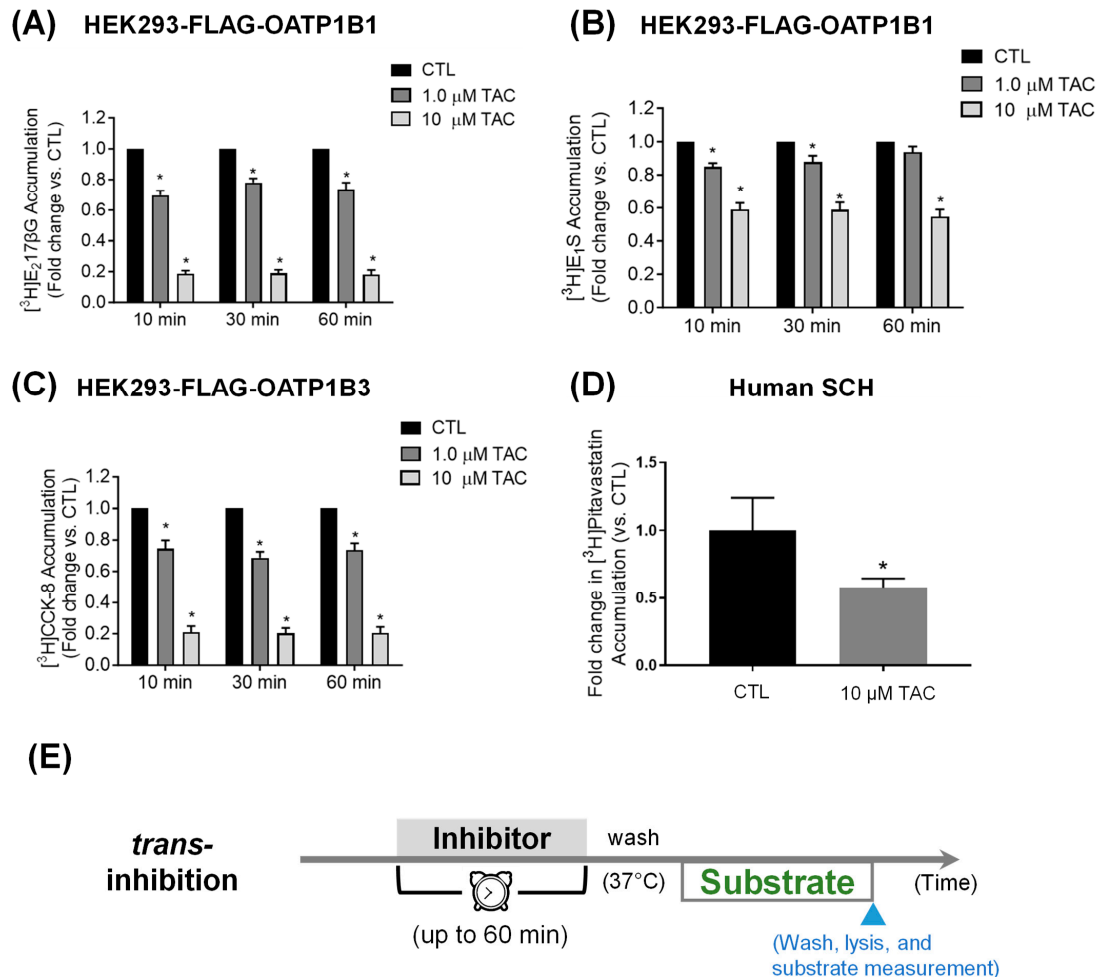 (A) HEK293-FLAG-OATP1B1
CTL
1.0 μM TAC
10 μM TAC
[³H]E₂17βG Accumulation
(Fold change vs. CTL)
1.2
1.0
0.8
0.6
0.4
0.2
0.0
* * * * * *
10 min 30 min 60 min
(B) HEK293-FLAG-OATP1B1
CTL
1.0 μM TAC
10 μM TAC
[³H]E₁S Accumulation
(Fold change vs. CTL)
1.2
1.0
0.8
0.6
0.4
0.2
0.0
* * * * *
10 min 30 min 60 min
(C) HEK293-FLAG-OATP1B3
CTL
1.0 μM TAC
10 μM TAC
[³H]CCK-8 Accumulation
(Fold change vs. CTL)
1.2
1.0
0.8
0.6
0.4
0.2
0.0
* * * * * *
10 min 30 min 60 min
(D) Human SCH
Fold change in [³H]Pitavastatin
Accumulation (vs. CTL)
1.5
1.0
0.5
0.0
*
CTL 10 μM TAC
(E)
trans-
inhibition
Inhibitor
wash
(37°C)
Substrate
(Time)
(up to 60 min)
(Wash, lysis, and
substrate measurement)